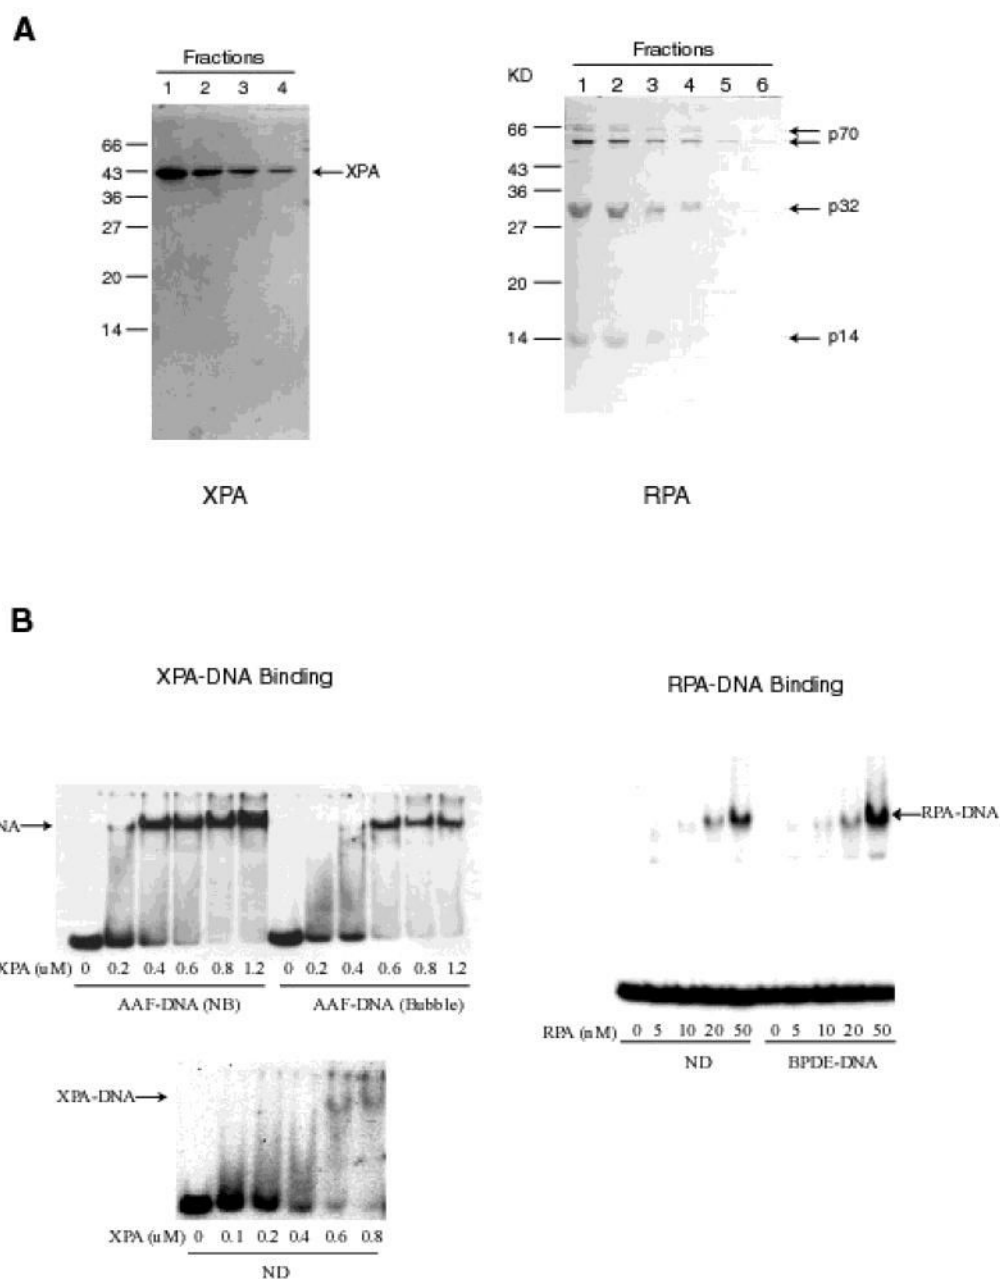 A
Fractions
1 2 3 4
66
43
36
27
20
14
XPA
XPA
Fractions
KD
1 2 3 4 5 6
66
43
36
27
20
14
p70
p32
p14
RPA
B
XPA-DNA Binding
NA
XPA (uM) 0 0.2 0.4 0.6 0.8 1.2 0 0.2 0.4 0.6 0.8 1.2
AAF-DNA (NB) AAF-DNA (Bubble)
XPA-DNA
XPA (uM) 0 0.1 0.2 0.4 0.6 0.8
ND
RPA-DNA Binding
RPA-DNA
RPA (nM) 0 5 10 20 50 0 5 10 20 50
ND BPDE-DNA